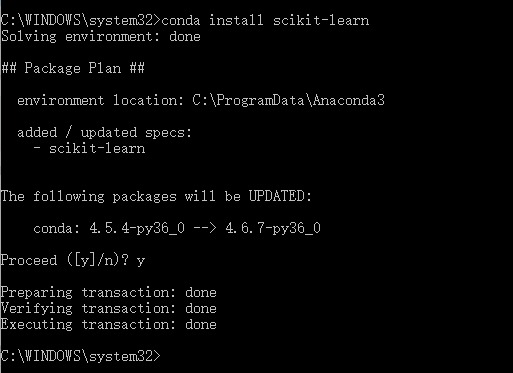 C:\WINDOWS\system32>conda install scikit-learn
Solving environment: done
## Package Plan ##
environment location: C:\ProgramData\Anaconda3
added / updated specs:
- scikit-learn
The following packages will be UPDATED:
conda: 4.5.4-py36_0 --> 4.6.7-py36_0
Proceed ([y]/n)? y
Preparing transaction: done
Verifying transaction: done
Executing transaction: done
C:\WINDOWS\system32>